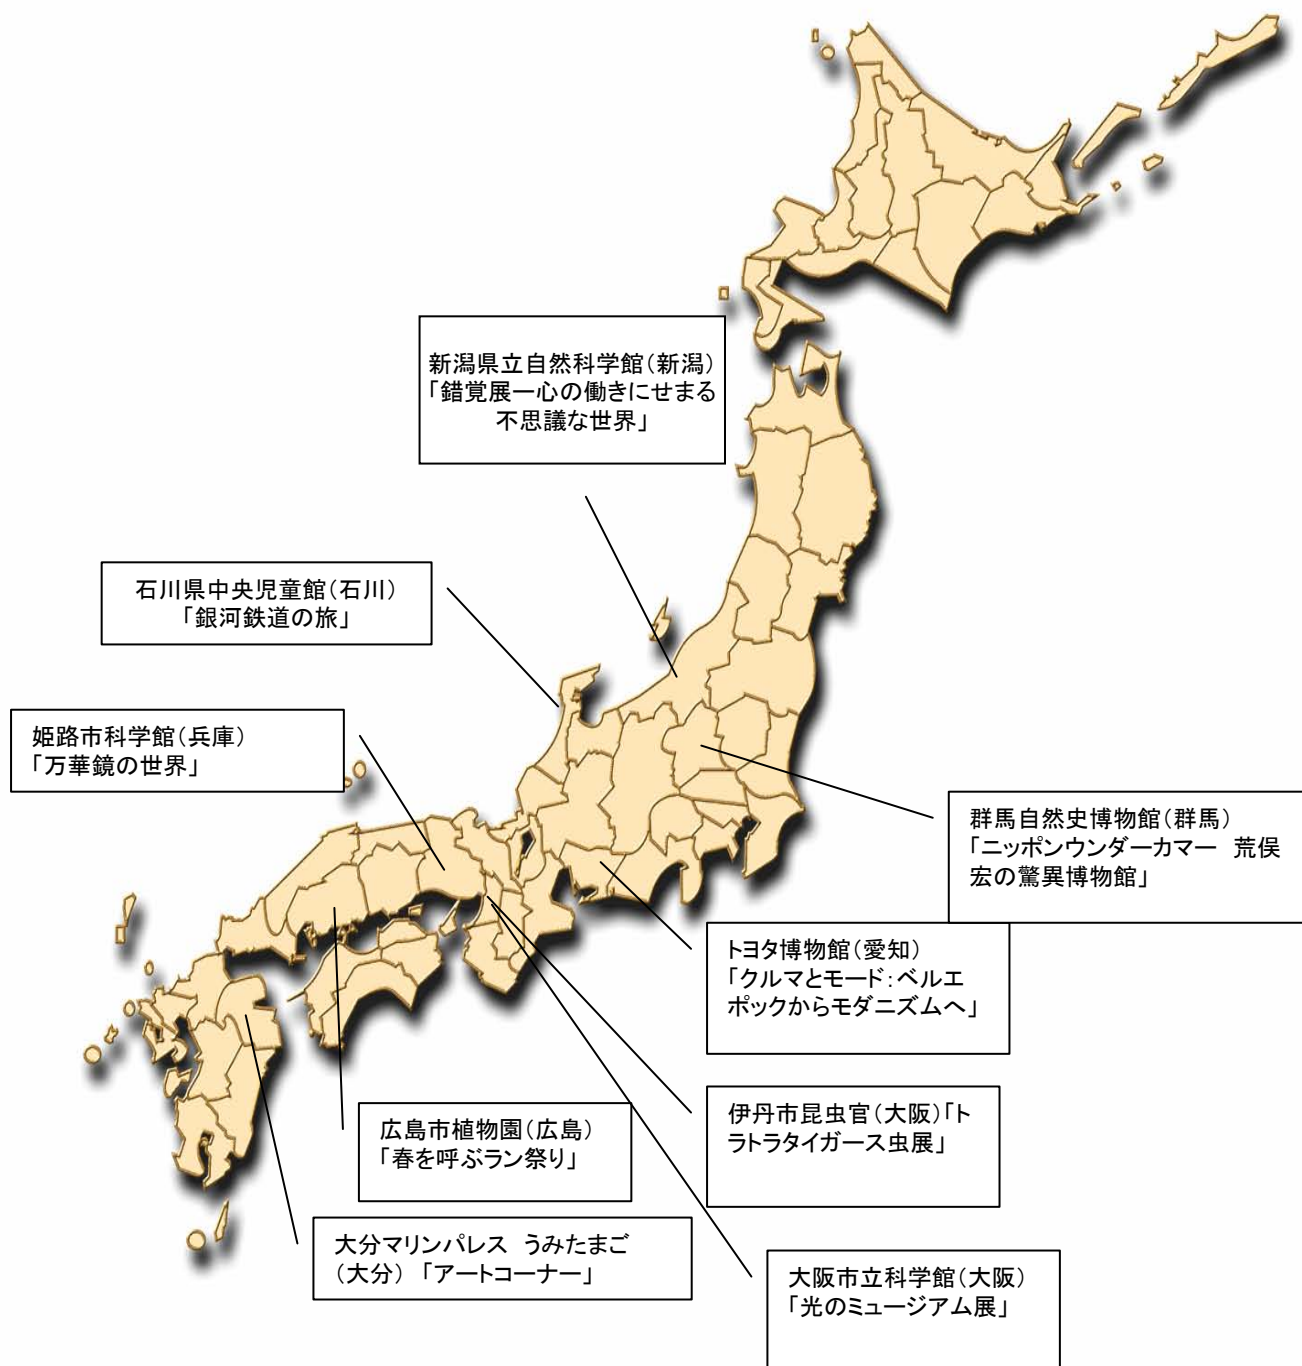 新潟県立自然科学館（新潟）
「錯覚展ー心の働きにせまる
不思議な世界」
石川県中央児童館（石川）
「銀河鉄道の旅」
姫路市科学館（兵庫）
「万華鏡の世界」
群馬自然史博物館（群馬）
「ニッポンウンダーカマー　荒俣
宏の驚異博物館」
トヨタ博物館（愛知）
「クルマとモード：ベルエ
ポックからモダニズムへ」
伊丹市昆虫官（大阪）「ト
ラトラタイガース虫展」
広島市植物園（広島）
「春を呼ぶラン祭り」
大分マリンパレス　うみたまご
（大分）　「アートコーナー」
大阪市立科学館（大阪）
「光のミュージアム展」